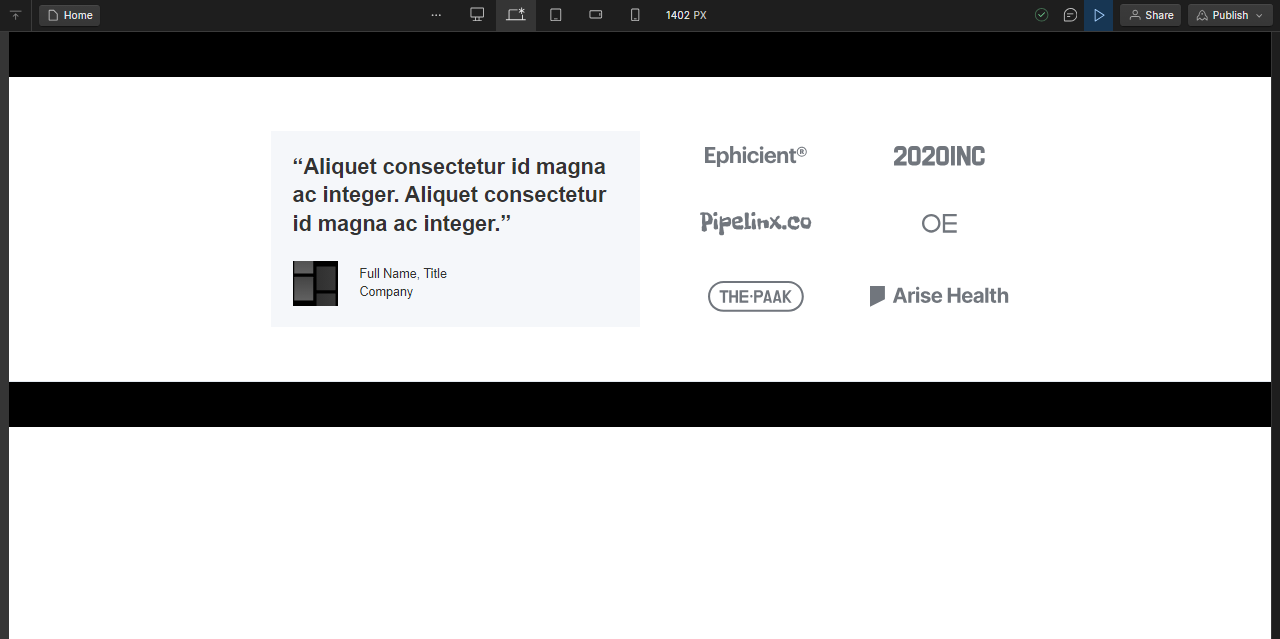 Home
1402 PX
Share
Publish
“Aliquet consectetur id magna
ac integer. Aliquet consectetur
id magna ac integer.”
Full Name, Title
Company
Ephicient®
2020INC
Pipelinx.co
OE
THE·PAAK
Arise Health